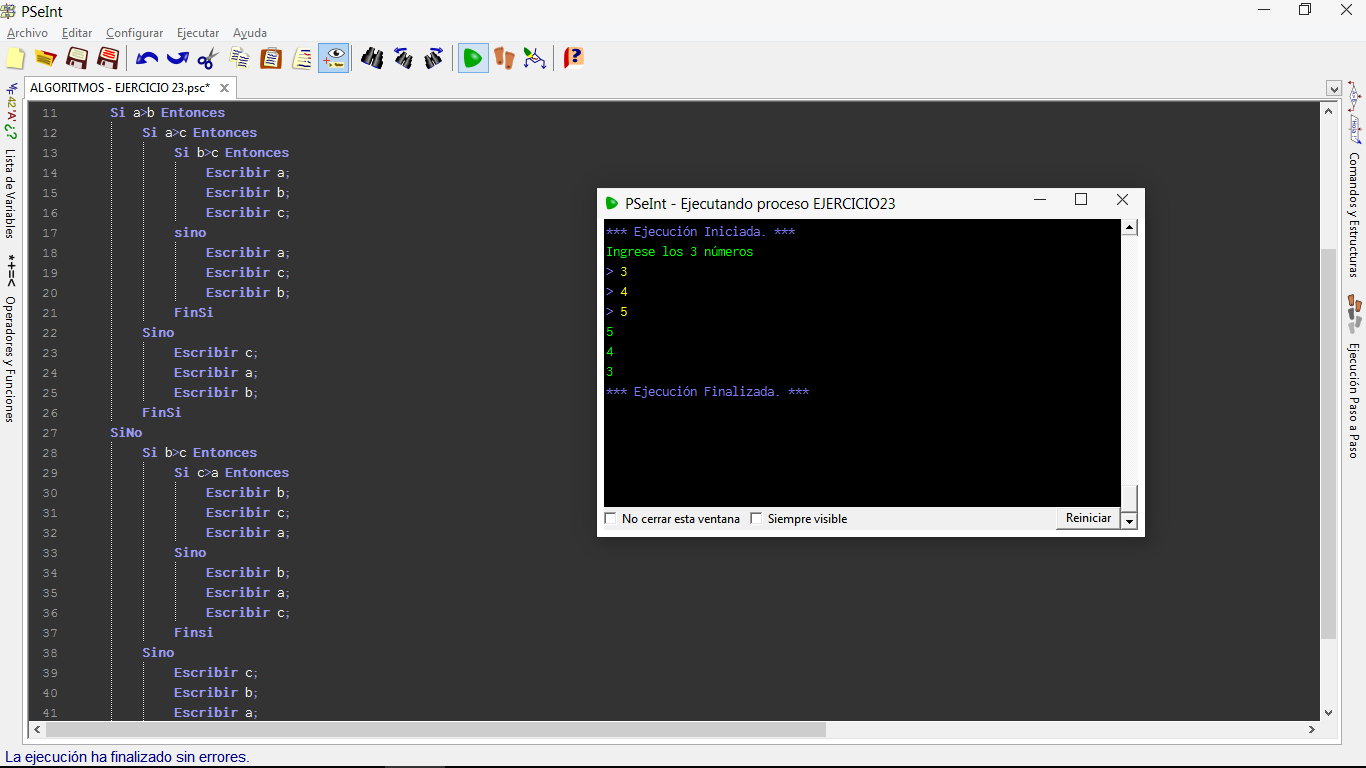 PSeInt
Archivo Editar Configurar Ejecutar Ayuda
ALGORITMOS - EJERCICIO 23.psc*
11 Si a>b Entonces
12 Si a>c Entonces
13 Si b>c Entonces
14 Escribir a;
15 Escribir b;
16 Escribir c;
17 sino
18 Escribir a;
19 Escribir c;
20 Escribir b;
21 FinSi
22 Sino
23 Escribir c;
24 Escribir a;
25 Escribir b;
26 FinSi
27 SiNo
28 Si b>c Entonces
29 Si c>a Entonces
30 Escribir b;
31 Escribir c;
32 Escribir a;
33 Sino
34 Escribir b;
35 Escribir a;
36 Escribir c;
37 Finsi
38 Sino
39 Escribir c;
40 Escribir b;
41 Escribir a;
PSeInt - Ejecutando proceso EJERCICIO23
*** Ejecución Iniciada. ***
Ingrese los 3 números
> 3
> 4
> 5
5
4
3
*** Ejecución Finalizada. ***
No cerrar esta ventana Siempre visible Reiniciar
42 'A' ¿? Lista de Variables
*+=< Operadores y Funciones
Comandos y Estructuras
Ejecución Paso a Paso
La ejecución ha finalizado sin errores.